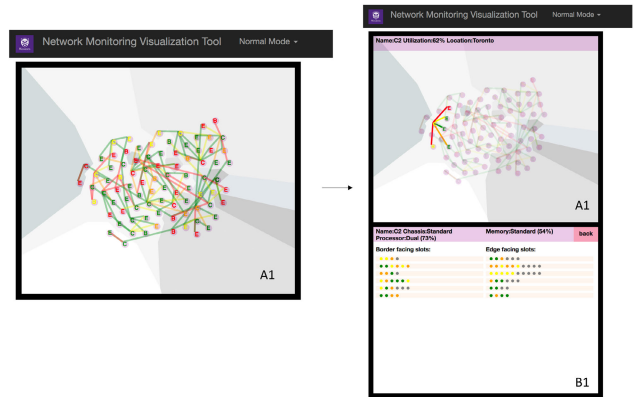 Network Monitoring Visualization Tool Normal Mode
A1
Network Monitoring Visualization Tool Normal Mode
Name:C2 Utilization:62% Location:Toronto
A1
Name:C2 Chassis:Standard Memory:Standard (54%) back
Processor:Dual (73%)
Border facing slots: Edge facing slots:
B1